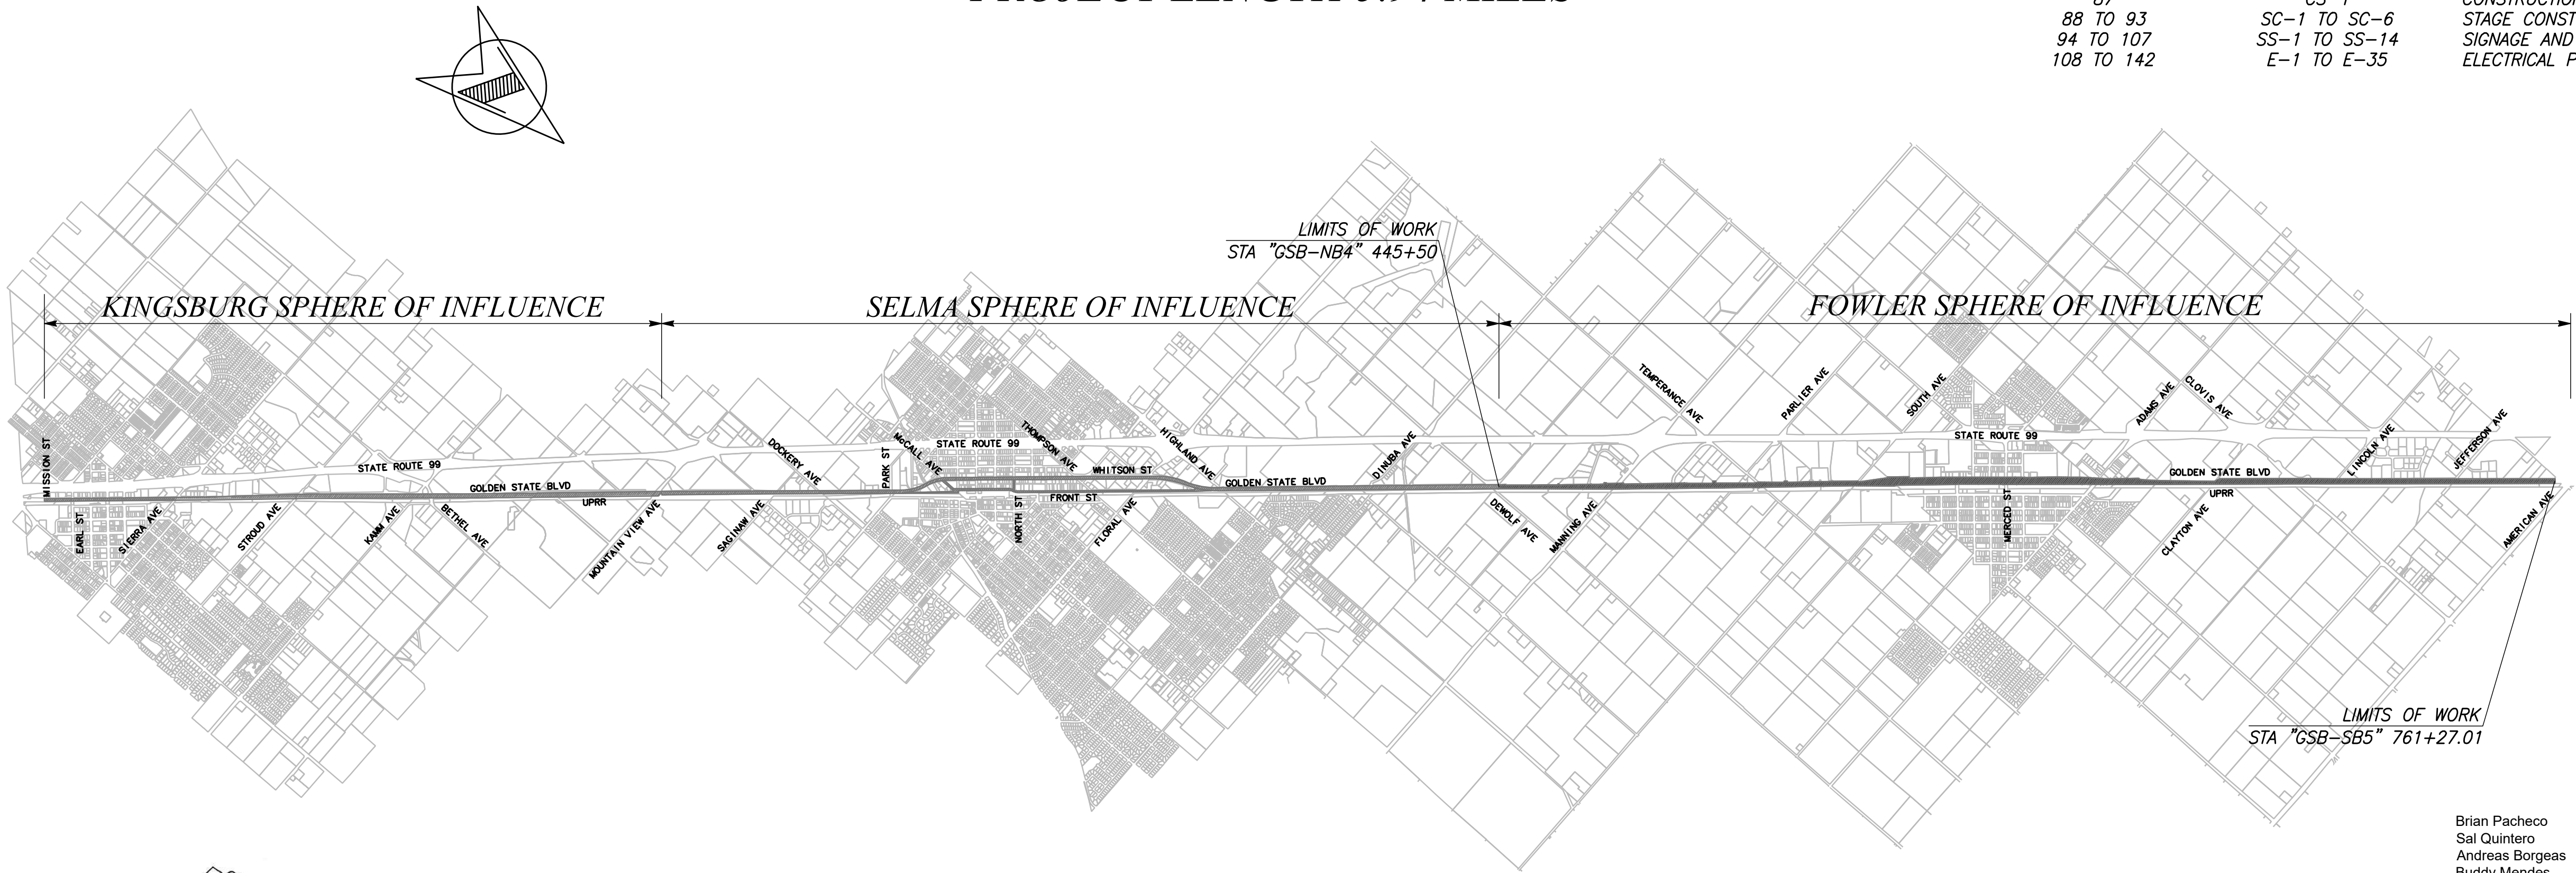 88 TO 93 SC-1 TO SC-6 STAGE CONST
94 TO 107 SS-1 TO SS-14 SIGNAGE AND
108 TO 142 E-1 TO E-35 ELECTRICAL P
LIMITS OF WORK
STA "GSB-NB4" 445+50
KINGSBURG SPHERE OF INFLUENCE
SELMA SPHERE OF INFLUENCE
FOWLER SPHERE OF INFLUENCE
MISSION ST
EARL ST
SIERRA AVE
STROUD AVE
STATE ROUTE 99
KAMM AVE
BETHEL AVE
GOLDEN STATE BLVD
UPRR
MOUNTAIN VIEW AVE
SAGINAW AVE
DOCKERY AVE
PARK ST
McCALL AVE
STATE ROUTE 99
THOMPSON AVE
NORTH ST
FRONT ST
WHITSON ST
FLORAL AVE
HIGHLAND AVE
GOLDEN STATE BLVD
DINUBA AVE
DEWOLF AVE
MANNING AVE
TEMPERANCE AVE
PARLIER AVE
SOUTH AVE
STATE ROUTE 99
MERCED ST
ADAMS AVE
CLOVIS AVE
GOLDEN STATE BLVD
UPRR
CLAYTON AVE
LINCOLN AVE
JEFFERSON AVE
AMERICAN AVE
LIMITS OF WORK
STA "GSB-SB5" 761+27.01
Brian Pacheco
Sal Quintero
Andreas Borgeas
Buddy Mendes